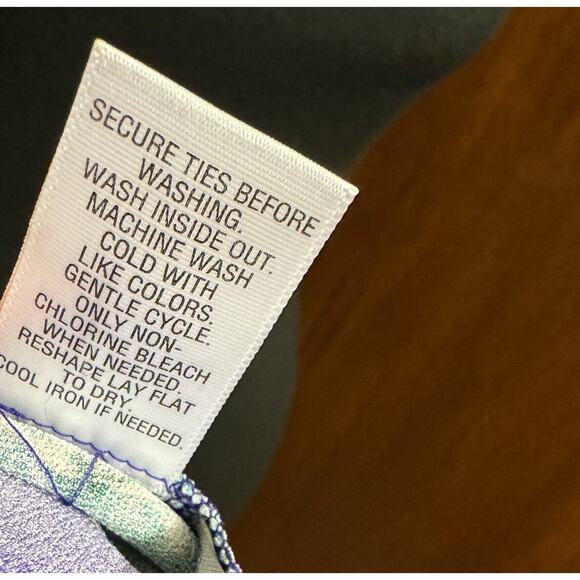 SECURE TIES BEFORE
WASHING.
WASH INSIDE OUT.
MACHINE WASH
COLD WITH
LIKE COLORS.
GENTLE CYCLE.
ONLY NON-
CHLORINE BLEACH
WHEN NEEDED
RESHAPE LAY FLAT
TO DRY.
COOL IRON IF NEEDED.